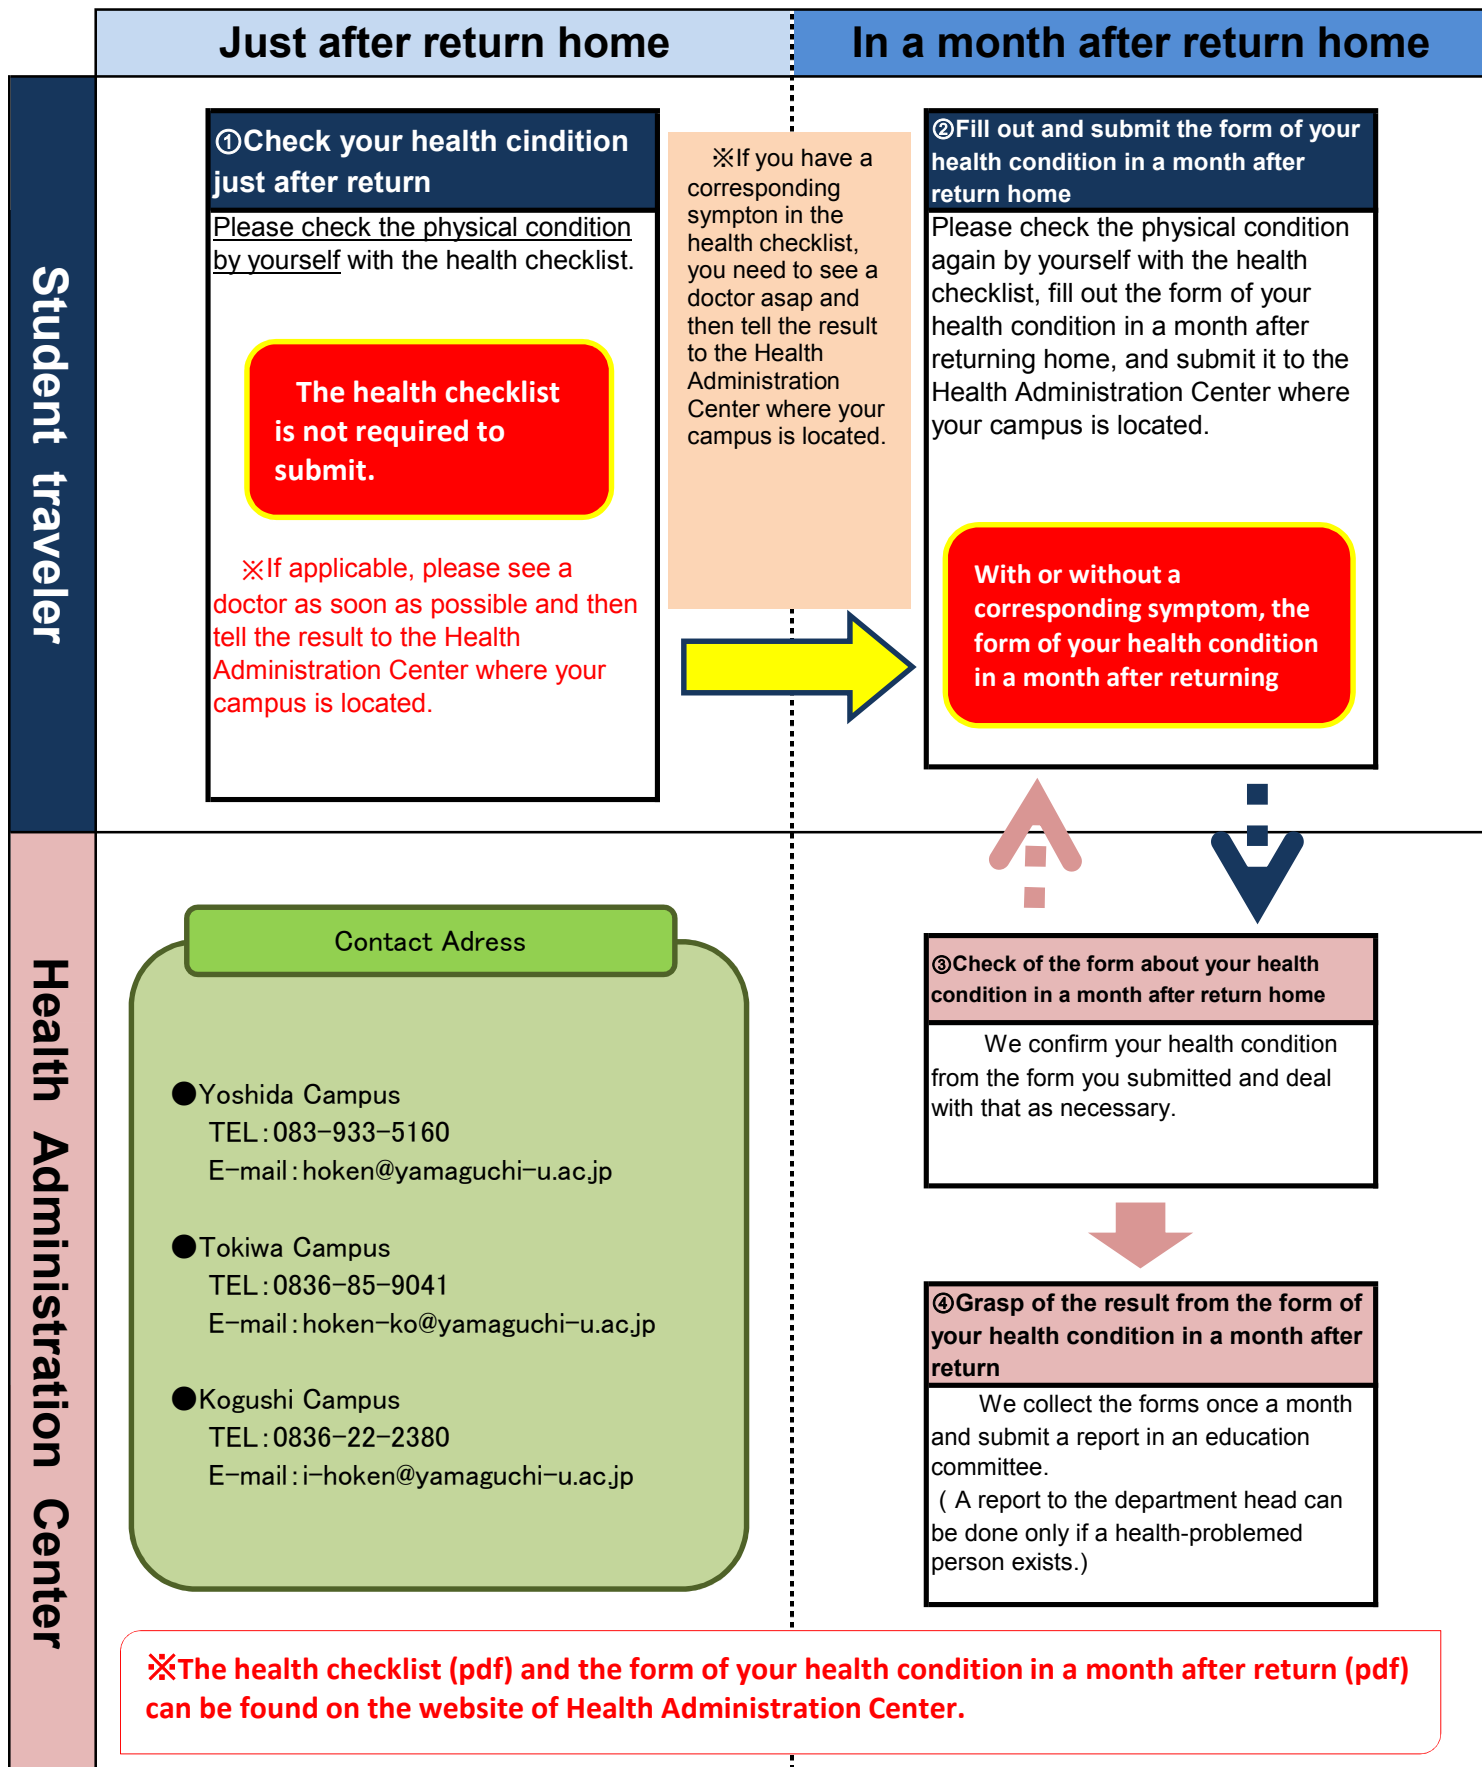 Just after return home
In a month after return home
Student traveler
①Check your health cindition
just after return
Please check the physical condition
by yourself with the health checklist.
The health checklist
is not required to
submit.
※If applicable, please see a
doctor as soon as possible and then
tell the result to the Health
Administration Center where your
campus is located.
※If you have a
corresponding
sympton in the
health checklist,
you need to see a
doctor asap and
then tell the result
to the Health
Administration
Center where your
campus is located.
②Fill out and submit the form of your
health condition in a month after
return home
Please check the physical condition
again by yourself with the health
checklist, fill out the form of your
health condition in a month after
returning home, and submit it to the
Health Administration Center where
your campus is located.
With or without a
corresponding symptom, the
form of your health condition
in a month after returning
Health Administration Center
Contact Adress
●Yoshida Campus
TEL:083-933-5160
E-mail:hoken@yamaguchi-u.ac.jp
●Tokiwa Campus
TEL:0836-85-9041
E-mail:hoken-ko@yamaguchi-u.ac.jp
●Kogushi Campus
TEL:0836-22-2380
E-mail:i-hoken@yamaguchi-u.ac.jp
③Check of the form about your health
condition in a month after return home
We confirm your health condition
from the form you submitted and deal
with that as necessary.
④Grasp of the result from the form of
your health condition in a month after
return
We collect the forms once a month
and submit a report in an education
committee.
( A report to the department head can
be done only if a health-problemed
person exists.)
※The health checklist (pdf) and the form of your health condition in a month after return (pdf)
can be found on the website of Health Administration Center.